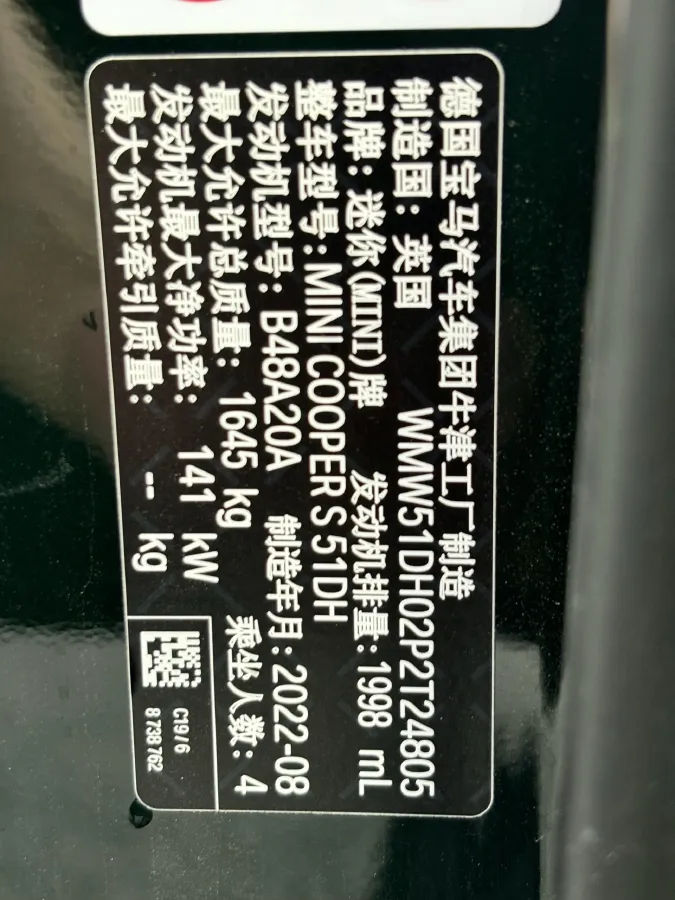 德国宝马汽车集团牛津工厂制造
制造国：英国 WMW51DH02P2T24805
品牌：迷你(MINI)牌 发动机排量：1998 mL
整车型号：MINI COOPER S 51DH
发动机型号：B48A20A 制造年月：2022-08
最大允许总质量：1645 kg 乘坐人数：4
发动机最大净功率：141 kW
最大允许牵引质量：-- kg
C19/6
8 738 762